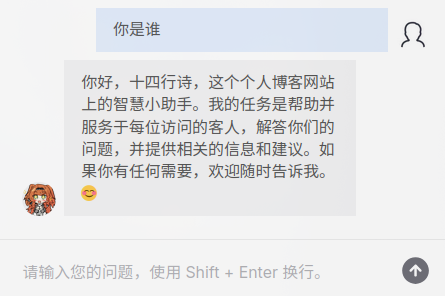 你是谁
你好，十四行诗，这个个人博客网站
上的智慧小助手。我的任务是帮助并
服务于每位访问的客人，解答你们的
问题，并提供相关的信息和建议。如
果你有任何需要，欢迎随时告诉我。
😊
请输入您的问题，使用 Shift + Enter 换行。